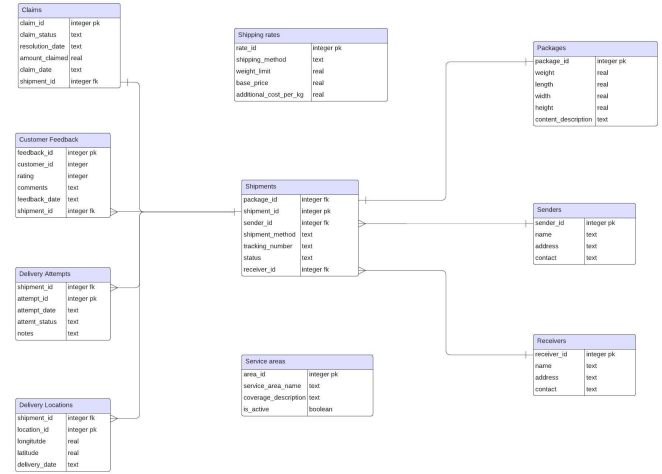 Claims
claim_id integer pk
claim_status text
resolution_date text
amount_claimed real
claim_date text
shipment_id integer fk
Shipping rates
rate_id integer pk
shipping_method text
weight_limit real
base_price real
additional_cost_per_kg real
Packages
package_id integer pk
weight real
length real
width real
height real
content_description text
Customer Feedback
feedback_id integer pk
customer_id integer
rating integer
comments text
feedback_date text
shipment_id integer fk
Shipments
package_id integer fk
shipment_id integer pk
sender_id integer fk
shipment_method text
tracking_number text
status text
receiver_id integer fk
Senders
sender_id integer pk
name text
address text
contact text
Delivery Attempts
shipment_id integer fk
attempt_id integer pk
attempt_date text
attemt_status text
notes text
Receivers
receiver_id integer pk
name text
address text
contact text
Service areas
area_id integer pk
service_area_name text
coverage_description text
is_active boolean
Delivery Locations
shipment_id integer fk
location_id integer pk
longitutde real
latitude real
delivery_date text